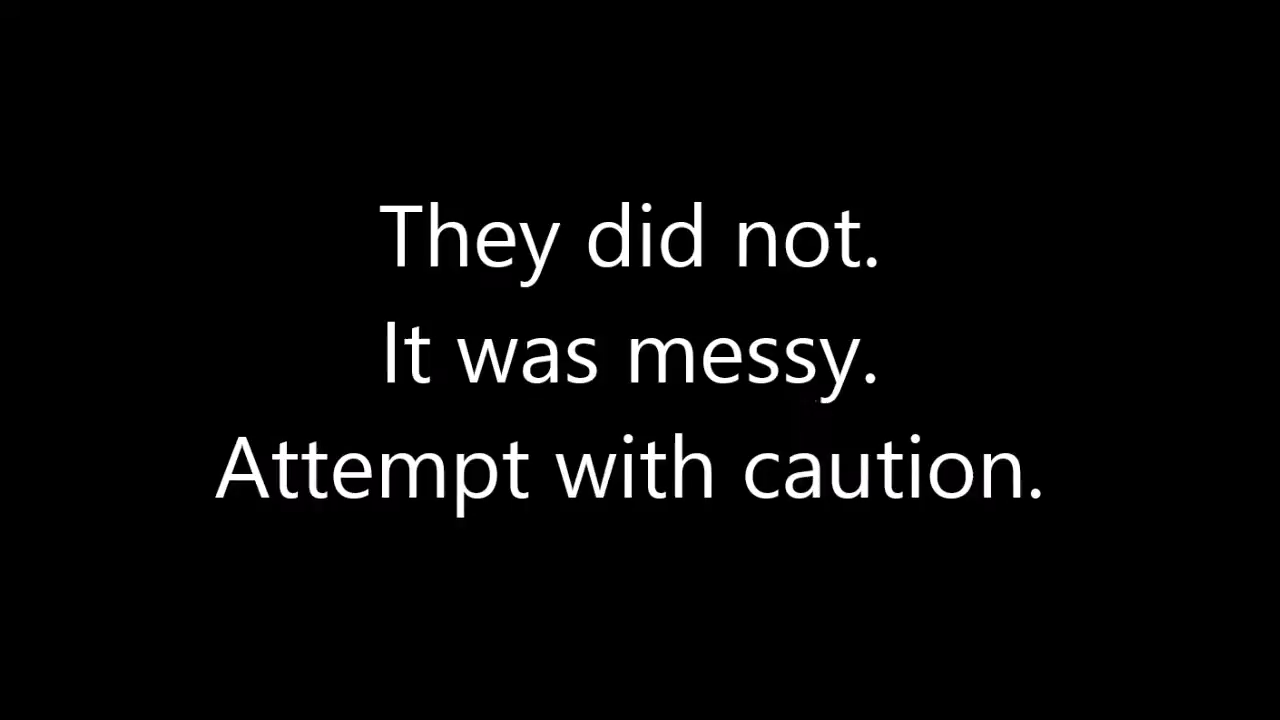 They did not.
It was messy.
Attempt with caution.